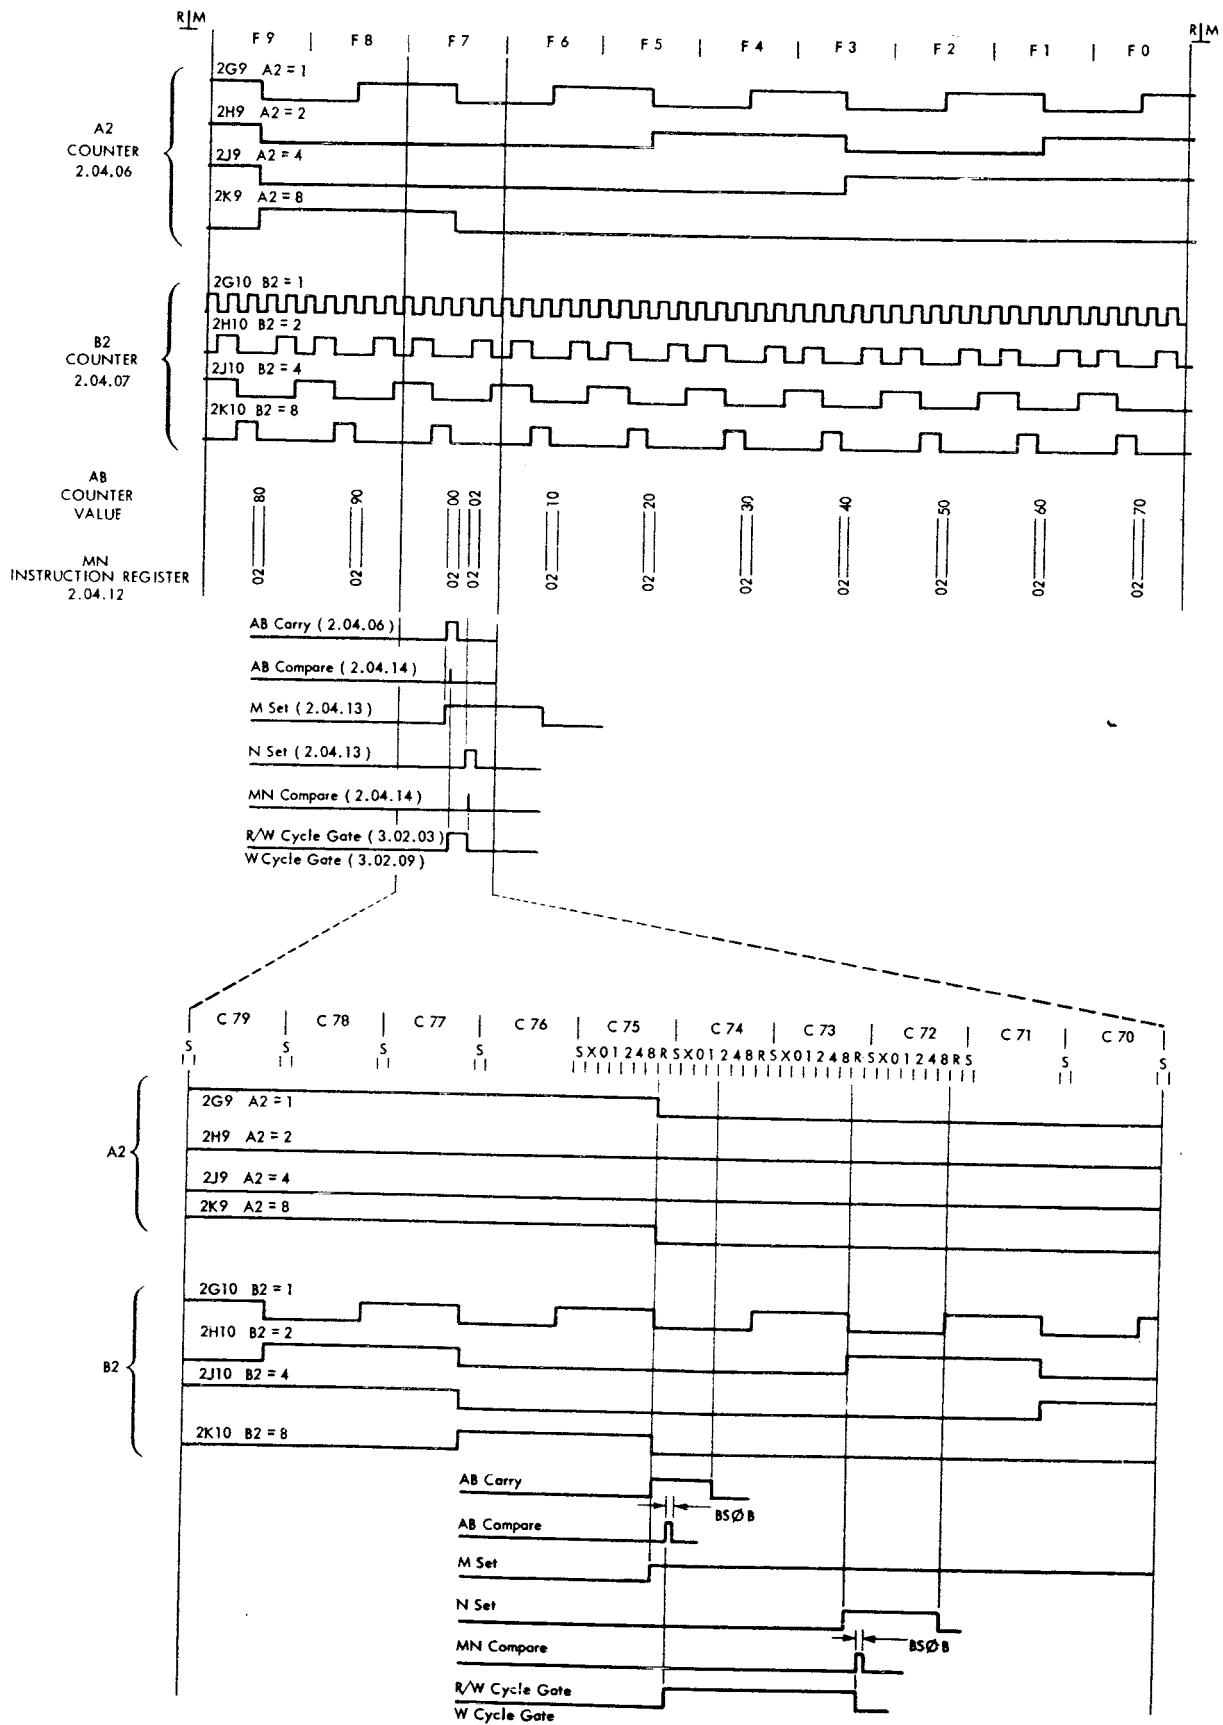 R M R M
F 9 | F 8 | F 7 | F 6 | F 5 | F 4 | F 3 | F 2 | F 1 | F 0
2G9 A2 = 1
2H9 A2 = 2
A2
COUNTER
2.04.06
2J9 A2 = 4
2K9 A2 = 8
2G10 B2 = 1
2H10 B2 = 2
B2
COUNTER
2.04.07
2J10 B2 = 4
2K10 B2 = 8
AB
COUNTER
VALUE
80 90 00 02 10 20 30 40 50 60 70
MN
INSTRUCTION REGISTER
2.04.12
02 02 02 02 02 02 02 02 02 02 02
AB Carry ( 2.04.06 )
AB Compare ( 2.04.14 )
M Set ( 2.04.13 )
N Set ( 2.04.13 )
MN Compare ( 2.04.14 )
R/W Cycle Gate ( 3.02.03 )
W Cycle Gate ( 3.02.09 )
C 79 | C 78 | C 77 | C 76 | C 75 | C 74 | C 73 | C 72 | C 71 | C 70
S S S S S X 0 1 2 4 8 R S X 0 1 2 4 8 R S X 0 1 2 4 8 R S X 0 1 2 4 8 R S S S
2G9 A2 = 1
2H9 A2 = 2
A2
2J9 A2 = 4
2K9 A2 = 8
2G10 B2 = 1
2H10 B2 = 2
B2
2J10 B2 = 4
2K10 B2 = 8
AB Carry
BSØB
AB Compare
M Set
N Set
BSØB
MN Compare
R/W Cycle Gate
W Cycle Gate